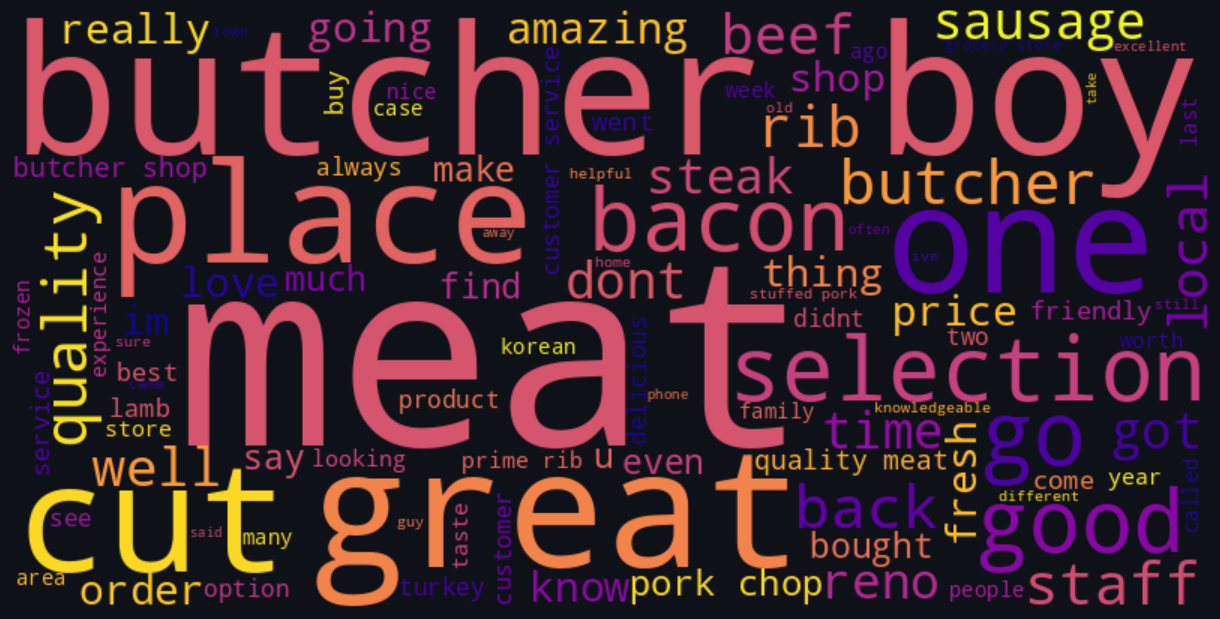 really
town
going
amazing
beef
ago
sausage
grocery store
excellent
butcher boy
buy
nice
case
customer service
week
went
shop
old
rib
take
last
butcher shop
always
make
helpful
steak
butcher
place
away
bacon
often
one
ive
local
quality
experience
frozen
love
much
find
home
dont
thing
stuffed pork
didnt
price
friendly
still
im
sure
meat
korean
delicious
two
worth
selection
best
came
lamb
store
service
product
phone
family
knowledgeable
time
go
got
well
say
looking
prime rib
u
even
quality meat
fresh
come
year
different
called
cut
see
said
many
great
guy
taste
customer
back
bought
good
area
order
option
turkey
know
pork chop
reno
people
staff